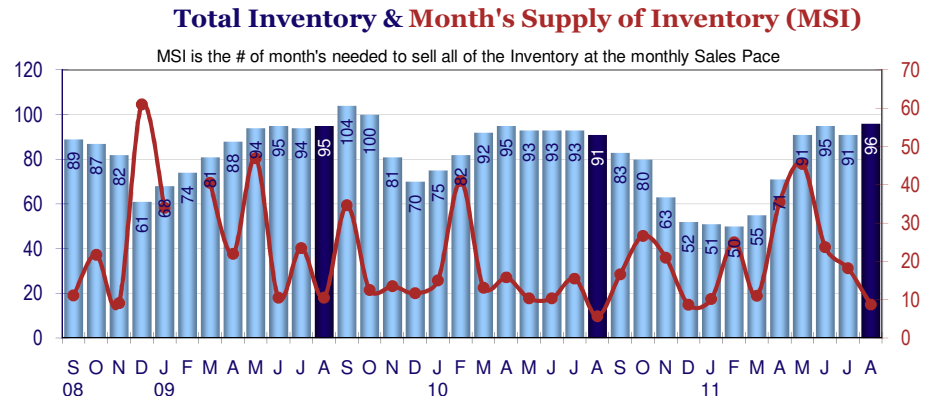 Total Inventory & Month's Supply of Inventory (MSI)
MSI is the # of month's needed to sell all of the Inventory at the monthly Sales Pace
120 70
100 60
80 50
60 40
40 30
20 20
0 10
0
89 87 82 61 68 74 81 88 94 95 94 95 104 100 81 70 75 82 92 95 93 93 93 91 83 80 63 52 51 50 55 71 91 95 91 96
S O N D J F M A M J J A S O N D J F M A M J J A S O N D J F M A M J J A
08 09 10 11